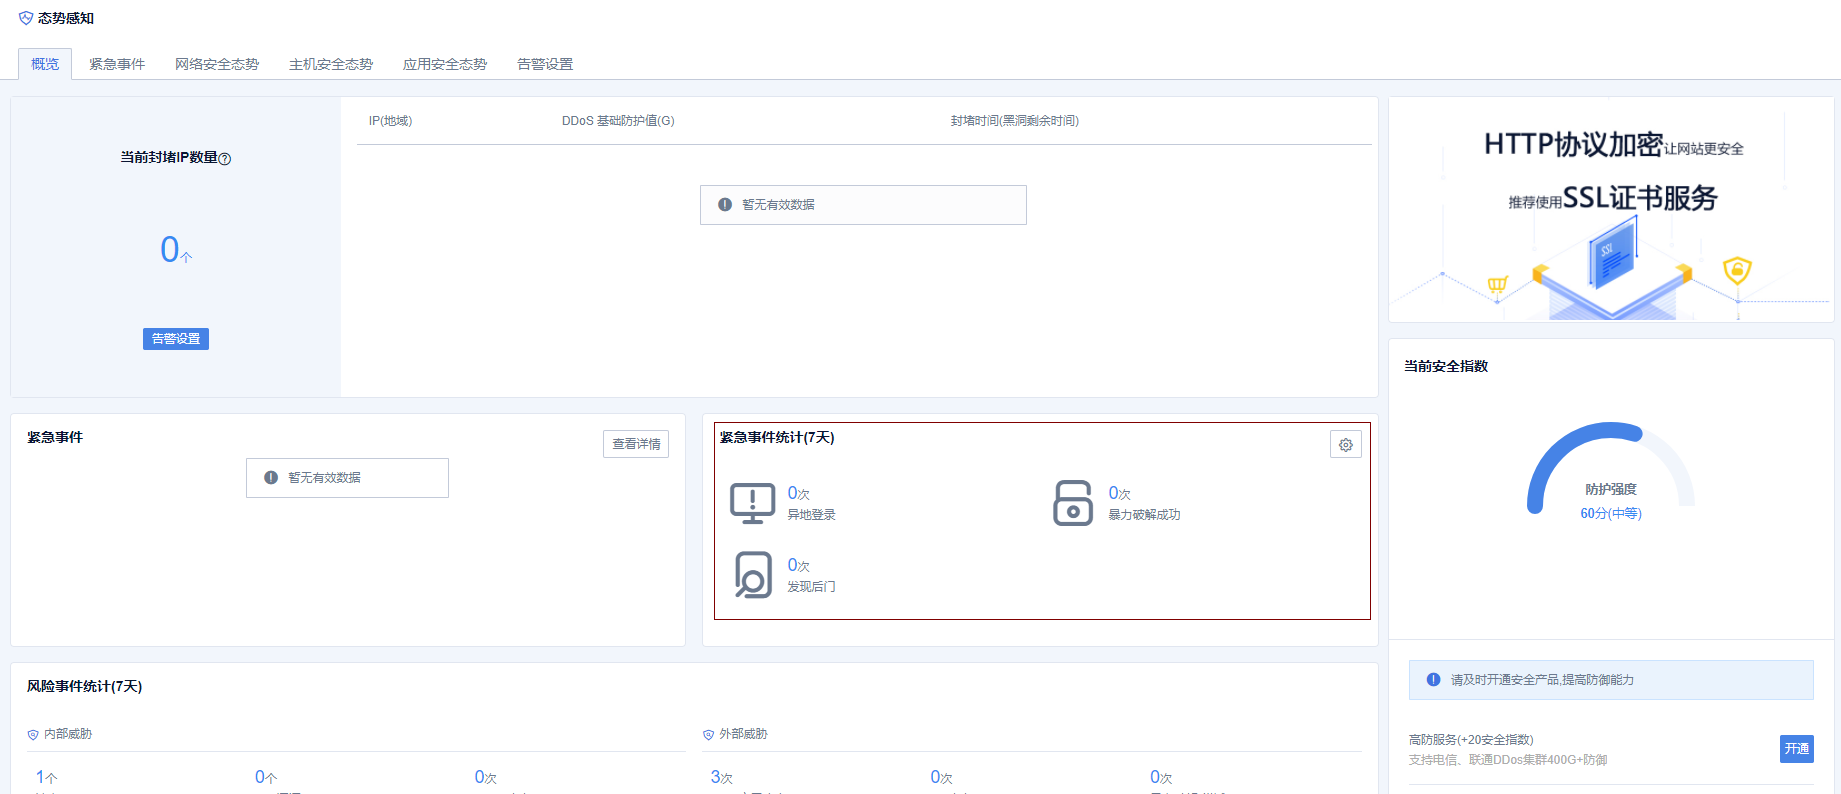 态势感知
概览 紧急事件 网络安全态势 主机安全态势 应用安全态势 告警设置
当前封堵IP数量
0个
告警设置
IP(地域) DDoS 基础防护值(G) 封堵时间(黑洞剩余时间)
暂无有效数据
HTTP协议加密让网站更安全
推荐使用SSL证书服务
SSL
紧急事件
查看详情
暂无有效数据
紧急事件统计(7天)
0次
异地登录
0次
暴力破解成功
0次
发现后门
当前安全指数
防护强度
60分(中等)
请及时开通安全产品,提高防御能力
高防服务(+20安全指数)
支持电信、联通DDos集群400G+防御
开通
风险事件统计(7天)
内部威胁
1个 0个 0次
外部威胁
3次 0次 0次